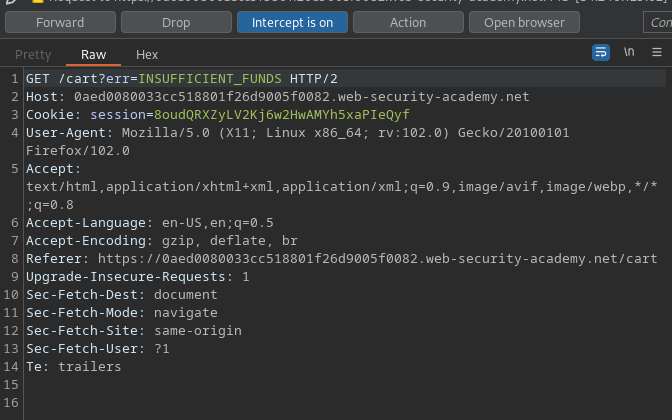 Forward Drop Intercept is on Action Open browser
Pretty Raw Hex \n
1 GET /cart?err=INSUFFICIENT_FUNDS HTTP/2
2 Host: 0aed0080033cc518801f26d9005f0082.web-security-academy.net
3 Cookie: session=8oudQRXZyLV2Kj6w2HwAMYh5xaPIeQyf
4 User-Agent: Mozilla/5.0 (X11; Linux x86_64; rv:102.0) Gecko/20100101
Firefox/102.0
5 Accept:
text/html,application/xhtml+xml,application/xml;q=0.9,image/avif,image/webp,*/*
;q=0.8
6 Accept-Language: en-US,en;q=0.5
7 Accept-Encoding: gzip, deflate, br
8 Referer: https://0aed0080033cc518801f26d9005f0082.web-security-academy.net/cart
9 Upgrade-Insecure-Requests: 1
10 Sec-Fetch-Dest: document
11 Sec-Fetch-Mode: navigate
12 Sec-Fetch-Site: same-origin
13 Sec-Fetch-User: ?1
14 Te: trailers
15
16